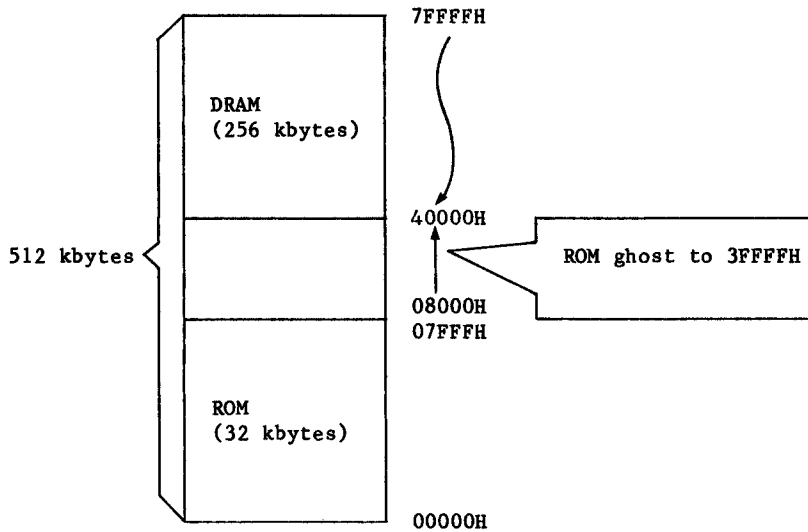 7FFFFH
DRAM
(256 kbytes)
40000H
512 kbytes
ROM ghost to 3FFFFH
08000H
07FFFH
ROM
(32 kbytes)
00000H